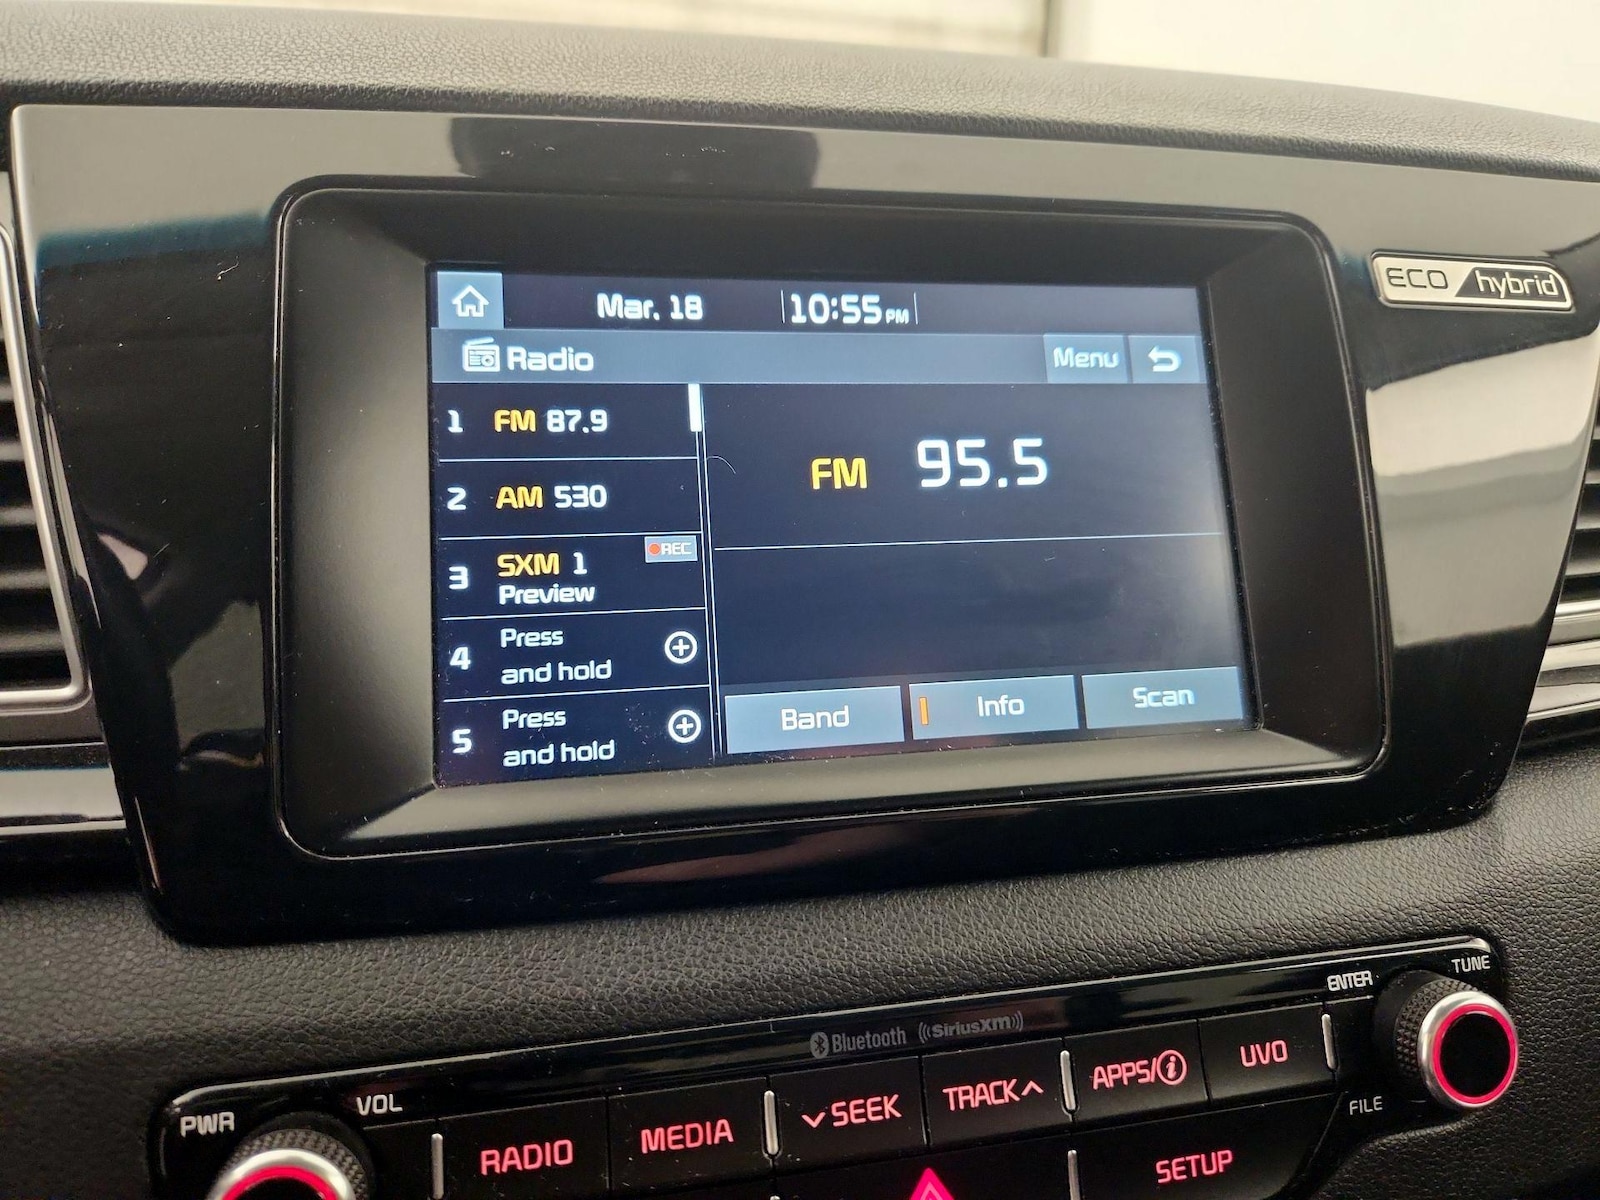 ECO hybrid
Mar. 18 10:55 PM
Radio Menu
1 FM 87.9
2 AM 530
3 SXM 1 REC
Preview
4 Press
and hold
5 Press
and hold
FM 95.5
Band Info Scan
Bluetooth SiriusXM
ENTER TUNE
PWR VOL
RADIO MEDIA SEEK TRACK APPS/i UVO
FILE
SETUP